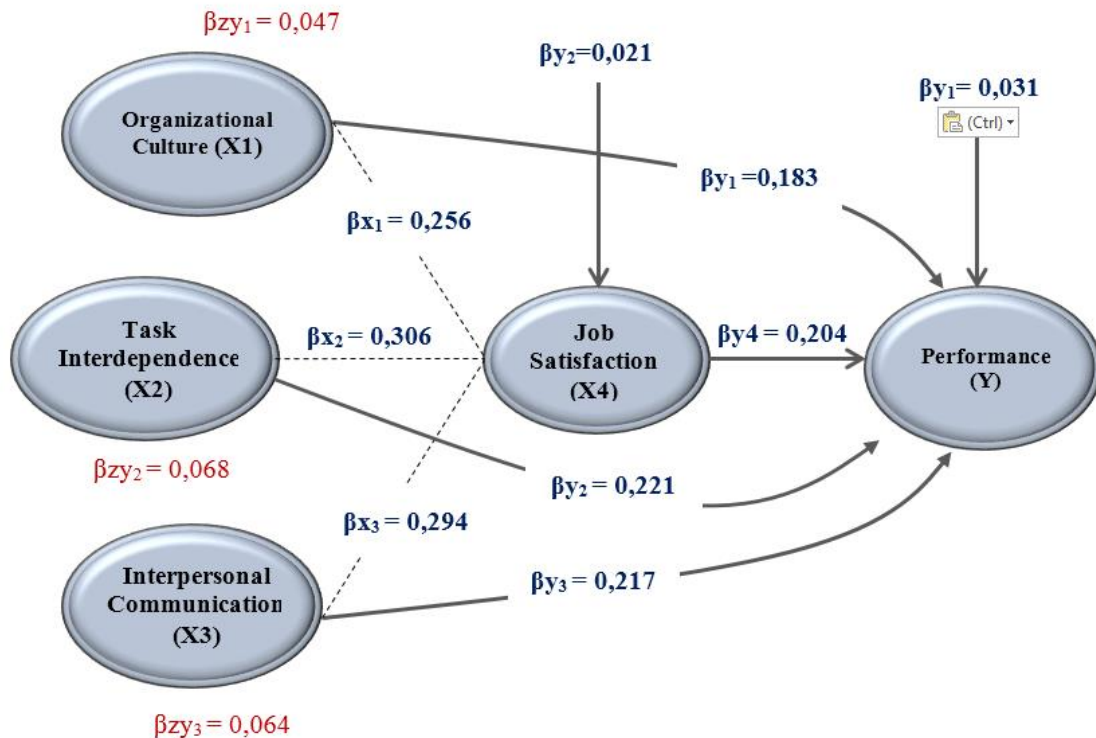 βzy₁ = 0,047
βy₂=0,021
βy₁= 0,031
(Ctrl)
Organizational
Culture (X1)
βy₁ =0,183
βx₁ = 0,256
Task
Interdependence
(X2)
βx₂ = 0,306
Job
Satisfaction
(X4)
βy4 = 0,204
Performance
(Y)
βzy₂ = 0,068
βy₂ = 0,221
βx₃ = 0,294
Interpersonal
Communication
(X3)
βy₃ = 0,217
βzy₃ = 0,064